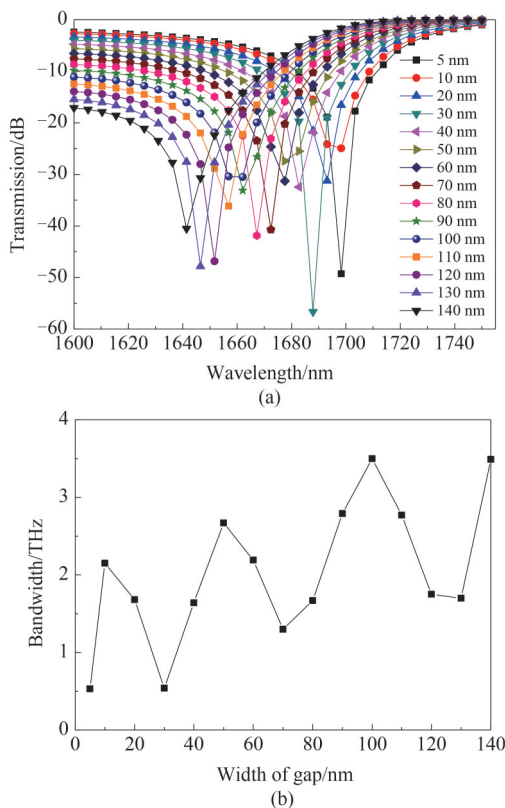 0
−10
−20
−30
−40
−50
−60
Transmission/dB
5 nm
10 nm
20 nm
30 nm
40 nm
50 nm
60 nm
70 nm
80 nm
90 nm
100 nm
110 nm
120 nm
130 nm
140 nm
1600 1620 1640 1660 1680 1700 1720 1740
Wavelength/nm
(a)
4
3
2
1
0
Bandwidth/THz
0 20 40 60 80 100 120 140
Width of gap/nm
(b)